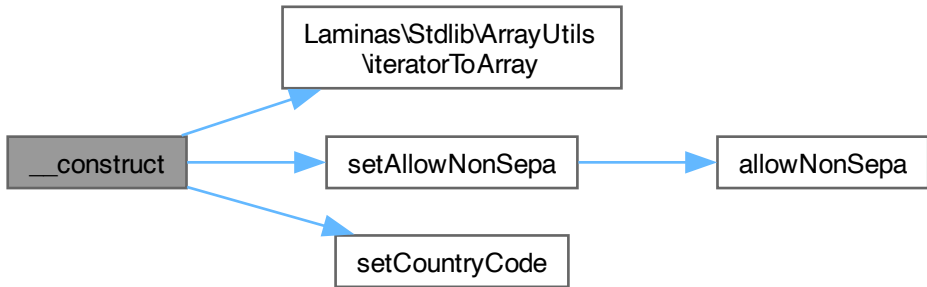 Laminas\Stdlib\ArrayUtils
\iteratorToArray
__construct
setAllowNonSepa
allowNonSepa
setCountryCode